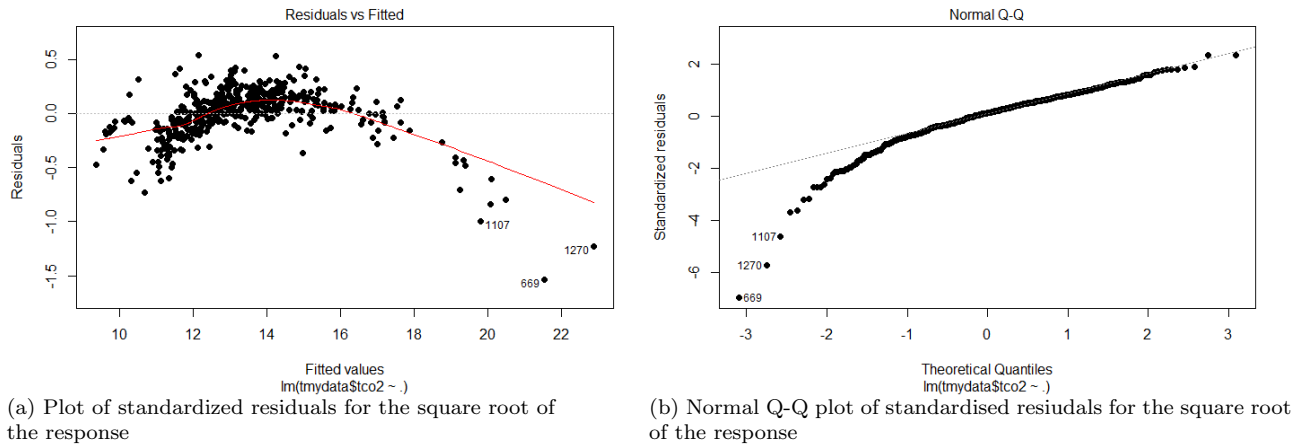 Residuals vs Fitted
Residuals
0.5
0.0
-0.5
-1.0
-1.5
1107
1270
669
10 12 14 16 18 20 22
Fitted values
lm(tmydata$tco2 ~ .)
(a) Plot of standardized residuals for the square root of
the response
Normal Q-Q
Standardized residuals
2
0
-2
-4
-6
1107
1270
669
-3 -2 -1 0 1 2 3
Theoretical Quantiles
lm(tmydata$tco2 ~ .)
(b) Normal Q-Q plot of standardised resiudals for the square root
of the response